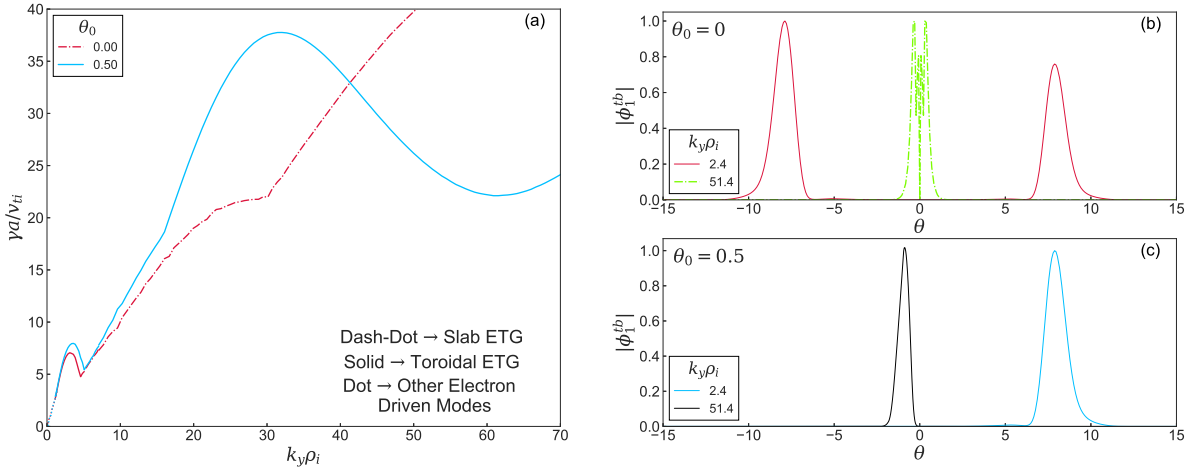 (a)
θ₀
0.00
0.50
40
35
30
25
20
15
10
5
0
γa/vₜᵢ
Dash-Dot → Slab ETG
Solid → Toroidal ETG
Dot → Other Electron
Driven Modes
0 10 20 30 40 50 60 70
k_yρᵢ
(b)
θ₀ = 0
1.0
0.8
0.6
0.4
0.2
0.0
|ϕ₁ᵗᵇ|
k_yρᵢ
2.4
51.4
−15 −10 −5 0 5 10 15
θ
(c)
θ₀ = 0.5
1.0
0.8
0.6
0.4
0.2
0.0
|ϕ₁ᵗᵇ|
k_yρᵢ
2.4
51.4
−15 −10 −5 0 5 10 15
θ